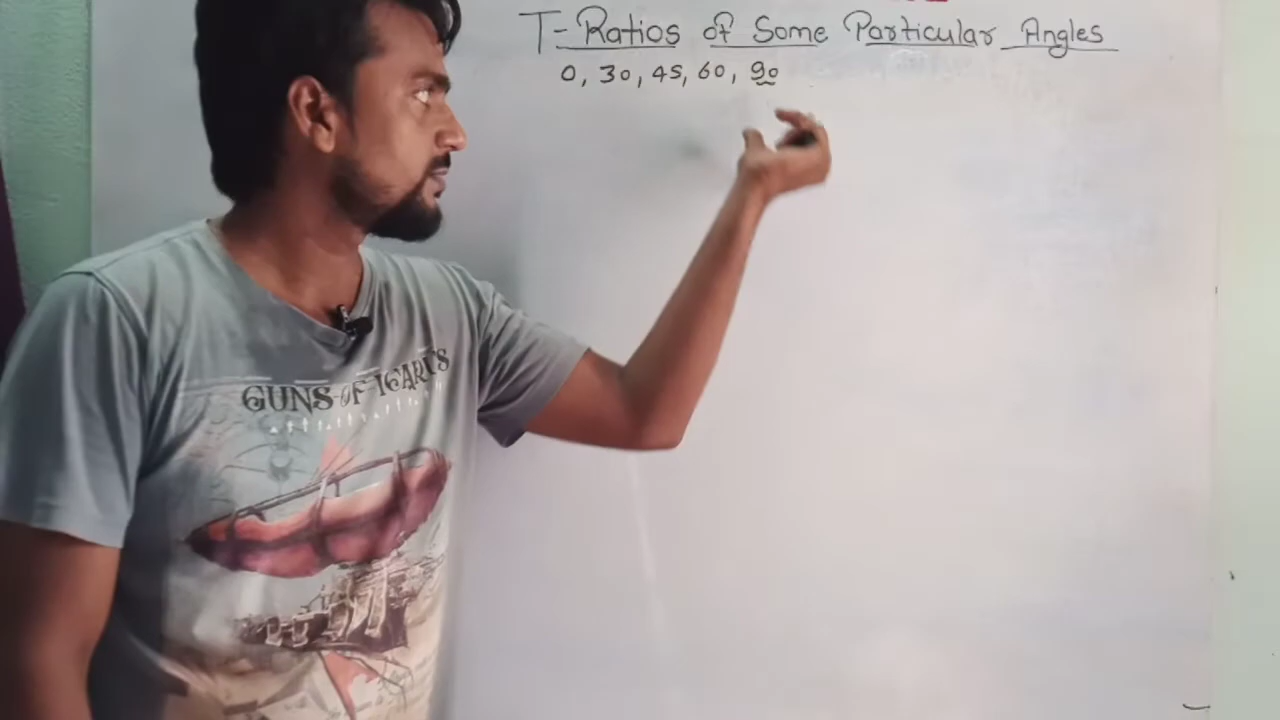 T-Ratios of Some Particular Angles
0, 30, 45, 60, 90
GUNS-OF-ICARUS